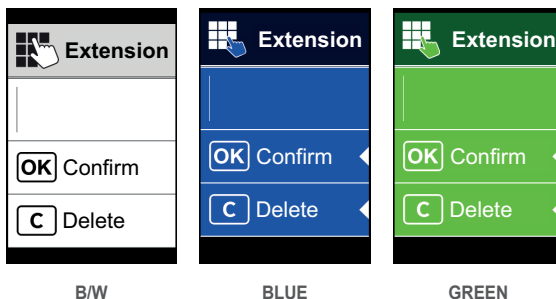 Extension
OK Confirm
C Delete
B/W
Extension
OK Confirm
C Delete
BLUE
Extension
OK Confirm
C Delete
GREEN